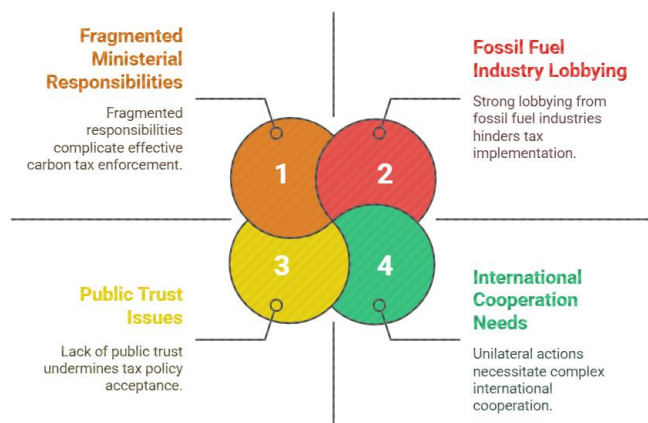 Fragmented
Ministerial
Responsibilities
Fragmented
responsibilities
complicate effective
carbon tax enforcement.
Fossil Fuel
Industry Lobbying
Strong lobbying from
fossil fuel industries
hinders tax
implementation.
1
2
3
4
Public Trust
Issues
Lack of public trust
undermines tax policy
acceptance.
International
Cooperation
Needs
Unilateral actions
necessitate complex
international
cooperation.